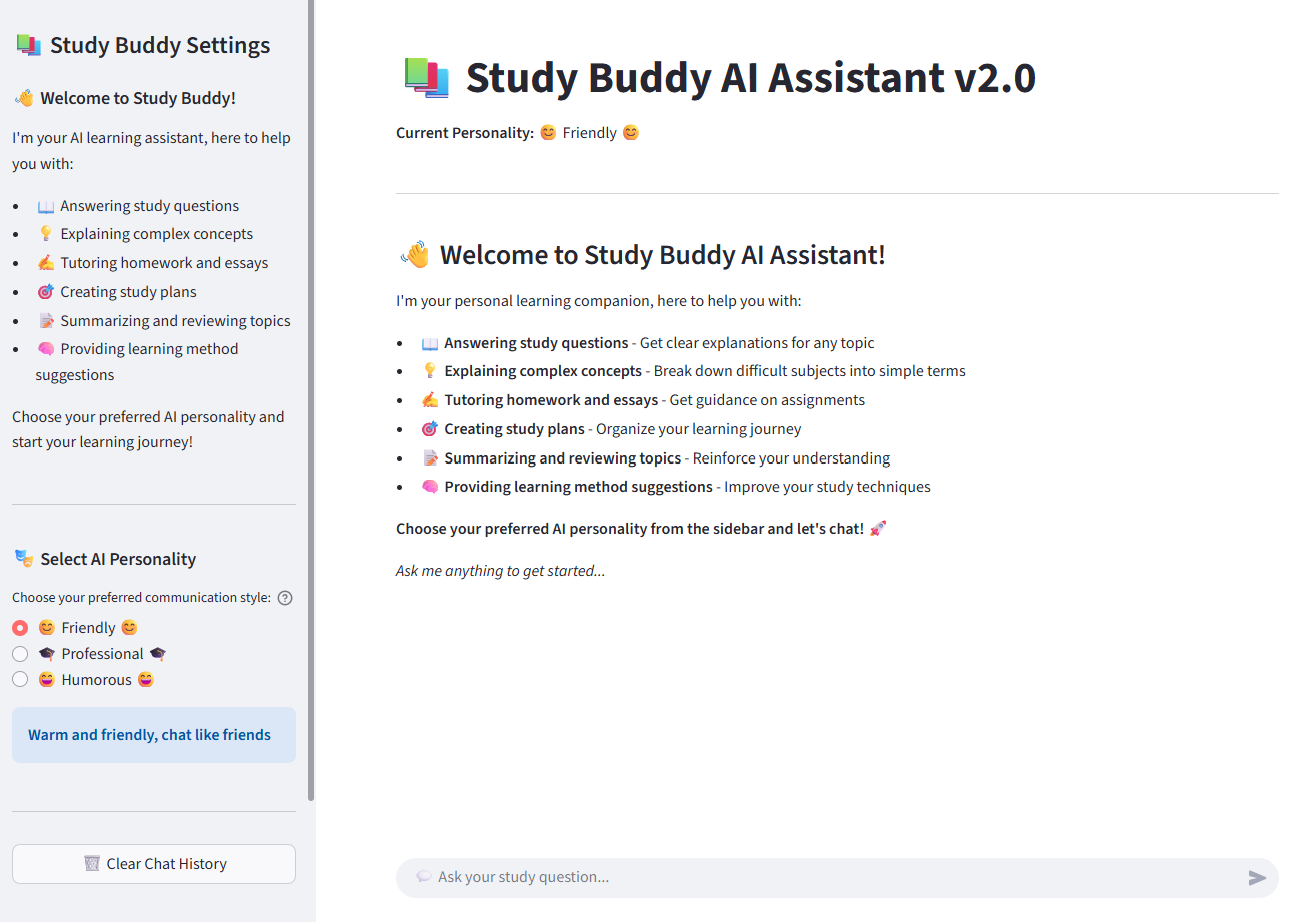 📚 Study Buddy Settings
👋 Welcome to Study Buddy!
I'm your AI learning assistant, here to help
you with:
• 📖 Answering study questions
• 💡 Explaining complex concepts
• ✍️ Tutoring homework and essays
• 🎯 Creating study plans
• 📝 Summarizing and reviewing topics
• 🧠 Providing learning method
suggestions
Choose your preferred AI personality and
start your learning journey!
🎭 Select AI Personality
Choose your preferred communication style:
😊 Friendly 😊
🎓 Professional 🎓
😄 Humorous 😄
Warm and friendly, chat like friends
🗑️ Clear Chat History
📚 Study Buddy AI Assistant v2.0
Current Personality: 😊 Friendly 😊
👋 Welcome to Study Buddy AI Assistant!
I'm your personal learning companion, here to help you with:
• 📖 Answering study questions - Get clear explanations for any topic
• 💡 Explaining complex concepts - Break down difficult subjects into simple terms
• ✍️ Tutoring homework and essays - Get guidance on assignments
• 🎯 Creating study plans - Organize your learning journey
• 📝 Summarizing and reviewing topics - Reinforce your understanding
• 🧠 Providing learning method suggestions - Improve your study techniques
Choose your preferred AI personality from the sidebar and let's chat! 🚀
Ask me anything to get started...
💭 Ask your study question...